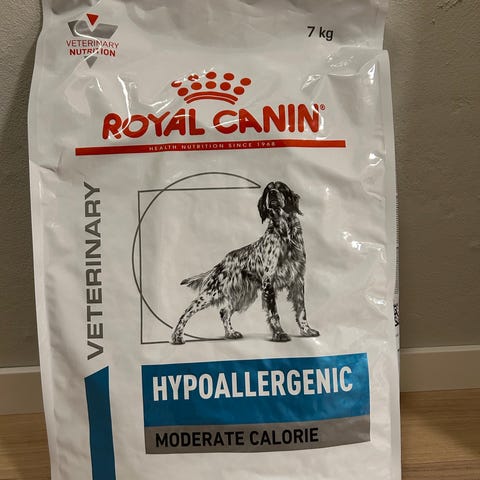 VETERINARY
NUTRITION
7 kg
ROYAL CANIN
HEALTH NUTRITION SINCE 1968
VETERINARY
HYPOALLERGENIC
MODERATE CALORIE